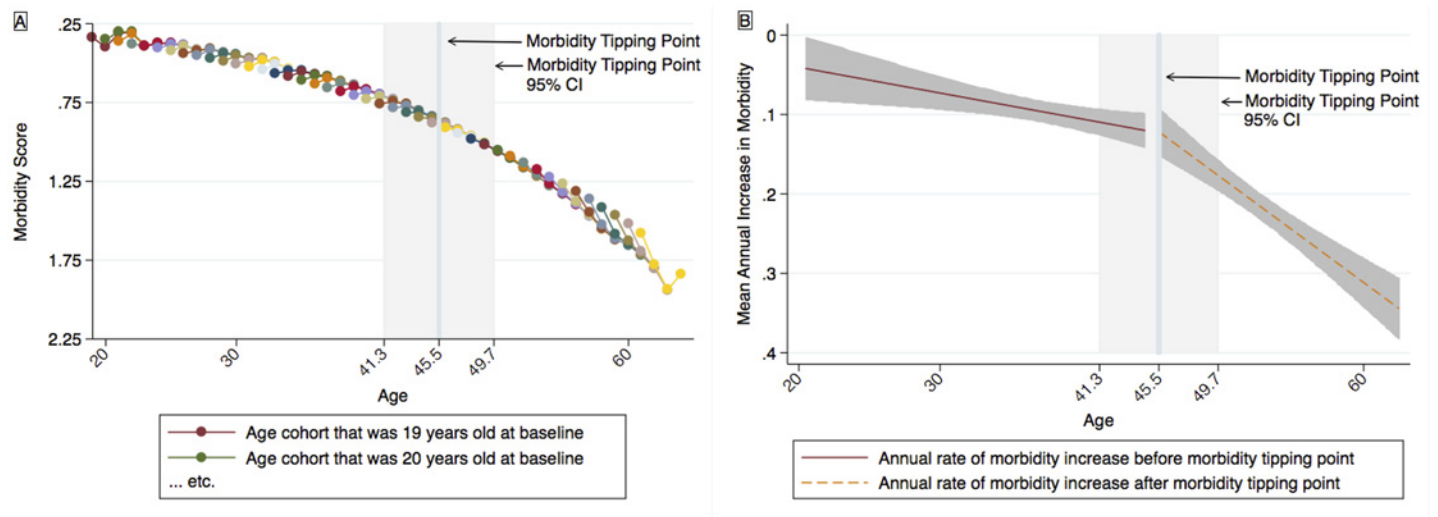 A
.25
.75
1.25
1.75
2.25
Morbidity Score
Morbidity Tipping Point
Morbidity Tipping Point
95% CI
20
30
41.3
45.5
49.7
60
Age
Age cohort that was 19 years old at baseline
Age cohort that was 20 years old at baseline
... etc.
B
0
.1
.2
.3
.4
Mean Annual Increase in Morbidity
Morbidity Tipping Point
Morbidity Tipping Point
95% CI
20
30
41.3
45.5
49.7
60
Age
Annual rate of morbidity increase before morbidity tipping point
Annual rate of morbidity increase after morbidity tipping point